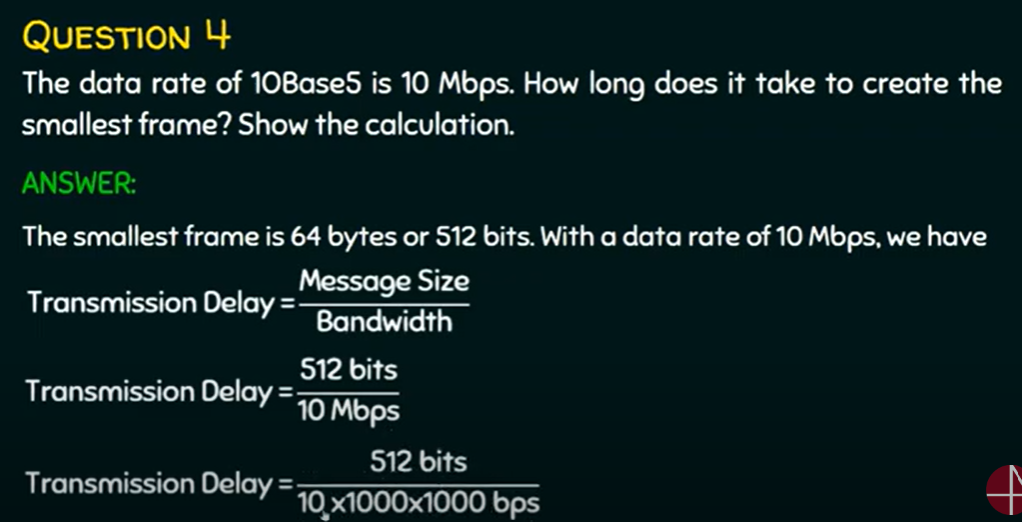 QUESTION 4
The data rate of 10Base5 is 10 Mbps. How long does it take to create the
smallest frame? Show the calculation.
ANSWER:
The smallest frame is 64 bytes or 512 bits. With a data rate of 10 Mbps, we have
Transmission Delay = Message Size / Bandwidth
Transmission Delay = 512 bits / 10 Mbps
Transmission Delay = 512 bits / 10x1000x1000 bps